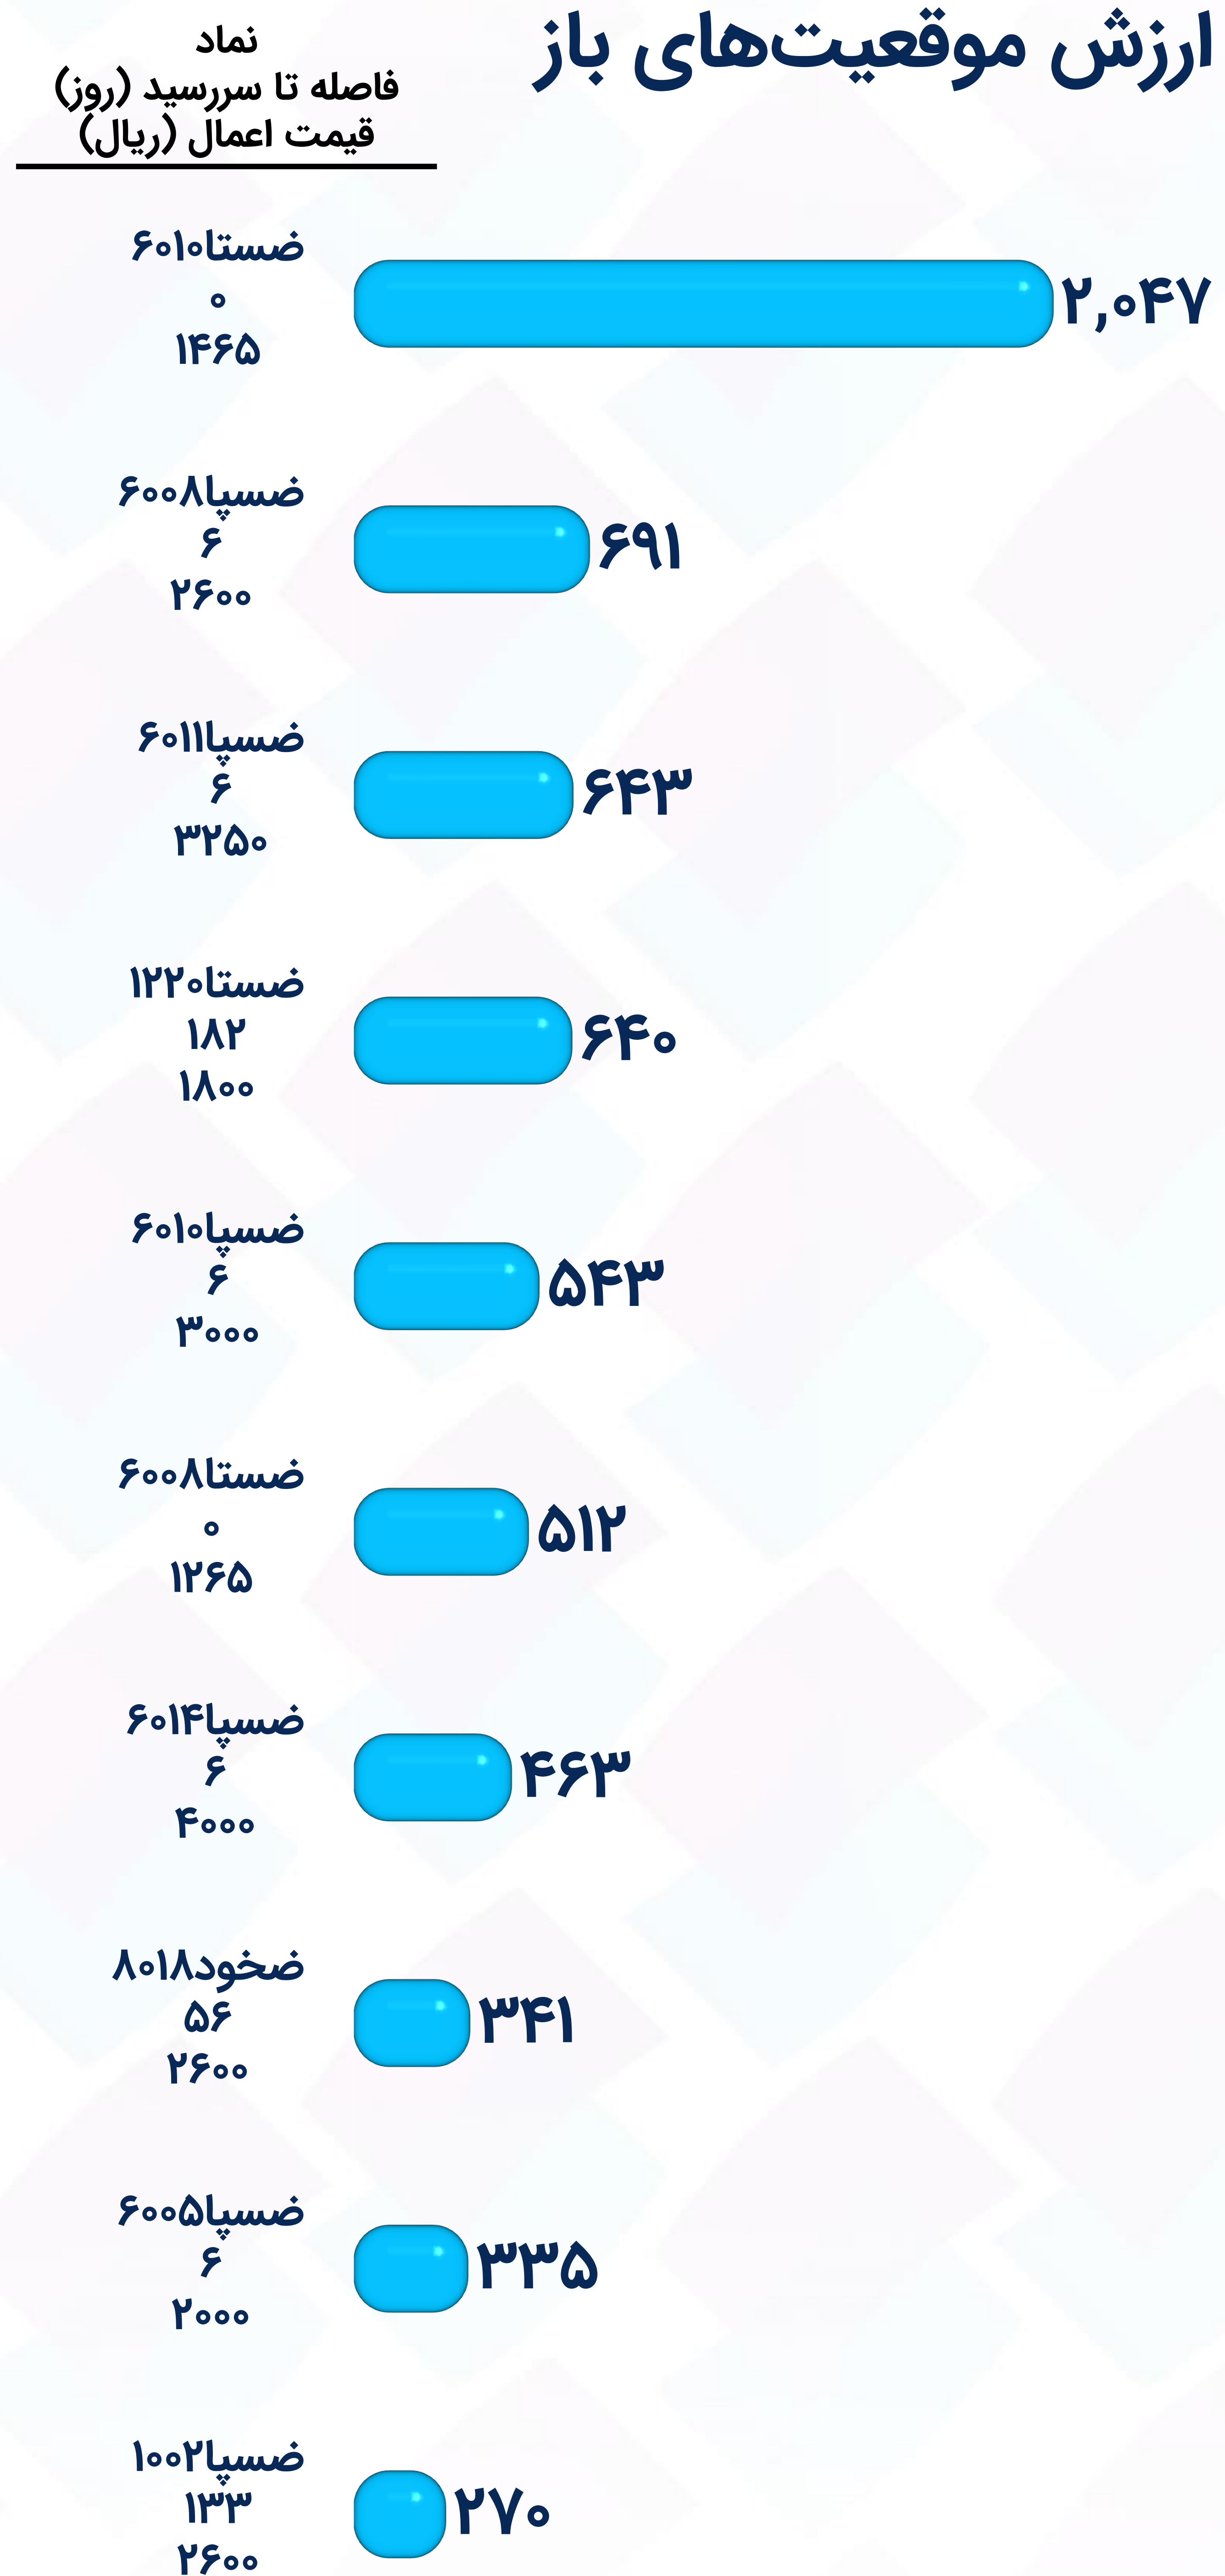 ارزش موقعیت‌های باز
نماد
فاصله تا سررسید (روز)
قیمت اعمال (ریال)
ضستا۶۰۱۰
۰
۱۴۶۵
۲,۰۴۷
ضسپا۶۰۰۸
۶
۲۶۰۰
۶۹۱
ضسپا۶۰۱۱
۶
۳۲۵۰
۶۴۳
ضستا۱۲۲۰
۱۸۲
۱۸۰۰
۶۴۰
ضسپا۶۰۱۰
۶
۳۰۰۰
۵۴۳
ضستا۶۰۰۸
۰
۱۲۶۵
۵۱۲
ضسپا۶۰۱۴
۶
۴۰۰۰
۴۶۳
ضخود۸۰۱۸
۵۶
۲۶۰۰
۳۴۱
ضسپا۶۰۰۵
۶
۲۰۰۰
۳۳۵
ضسپا۱۰۰۲
۱۳۳
۲۶۰۰
۲۷۰